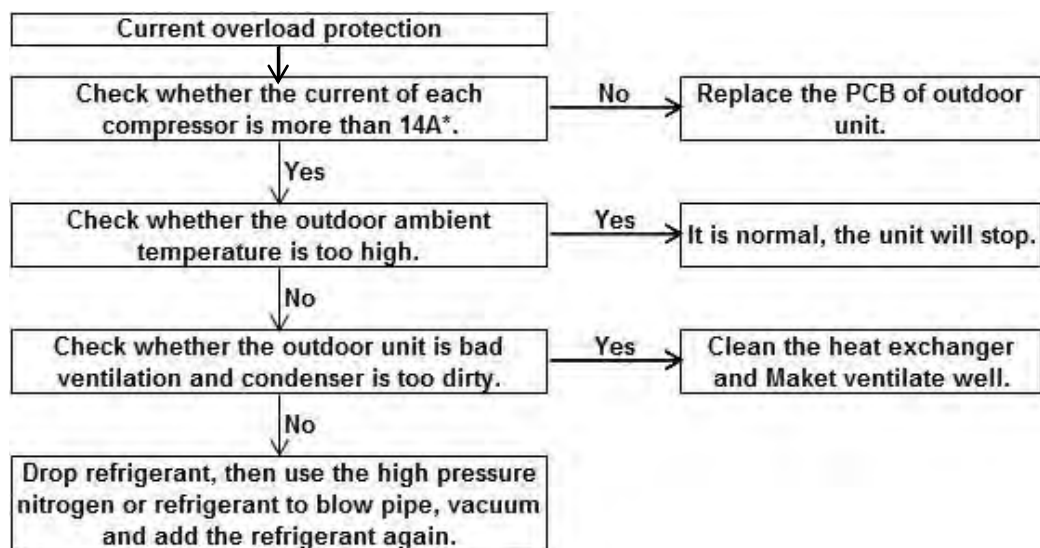 Current overload protection
Check whether the current of each
compressor is more than 14A*.
No
Replace the PCB of outdoor
unit.
Yes
Check whether the outdoor ambient
temperature is too high.
Yes
It is normal, the unit will stop.
No
Check whether the outdoor unit is bad
ventilation and condenser is too dirty.
Yes
Clean the heat exchanger
and Maket ventilate well.
No
Drop refrigerant, then use the high pressure
nitrogen or refrigerant to blow pipe, vacuum
and add the refrigerant again.